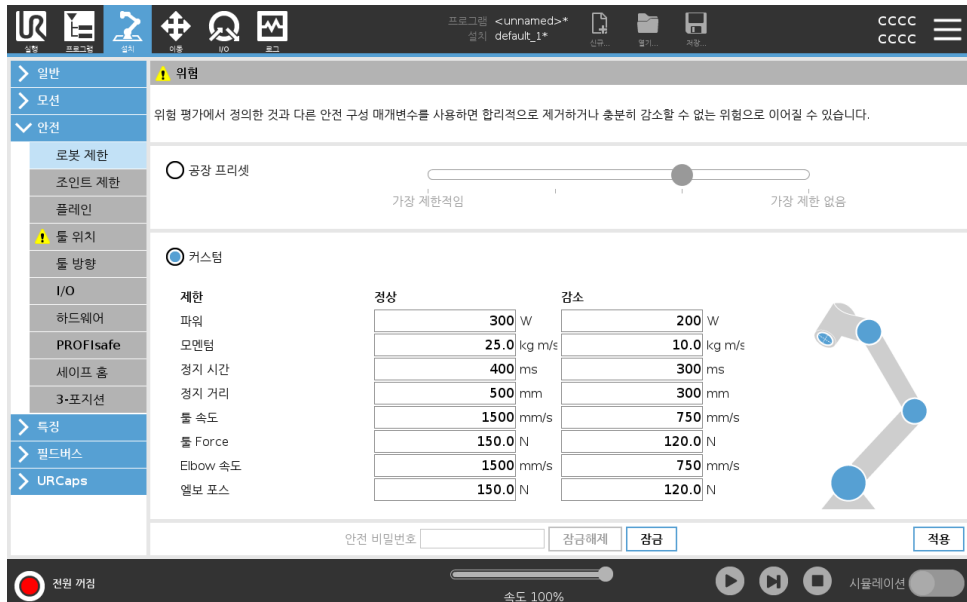 UR
실행
프로그램
설치
이동
I/O
로그
프로그램 <unnamed>*
설치 default_1*
신규...
열기...
저장...
CCCC
CCCC
일반
모션
안전
로봇 제한
조인트 제한
플레인
툴 위치
툴 방향
I/O
하드웨어
PROFIsafe
세이프 홈
3-포지션
특징
필드버스
URCaps
위험
위험 평가에서 정의한 것과 다른 안전 구성 매개변수를 사용하면 합리적으로 제거하거나 충분히 감소할 수 없는 위험으로 이어질 수 있습니다.
공장 프리셋
가장 제한적임 가장 제한 없음
커스텀
제한 정상 감소
파워 300 W 200 W
모멘텀 25.0 kg m/s 10.0 kg m/s
정지 시간 400 ms 300 ms
정지 거리 500 mm 300 mm
툴 속도 1500 mm/s 750 mm/s
툴 Force 150.0 N 120.0 N
Elbow 속도 1500 mm/s 750 mm/s
엘보 포스 150.0 N 120.0 N
안전 비밀번호 잠금해제 잠금 적용
전원 꺼짐
속도 100%
시뮬레이션